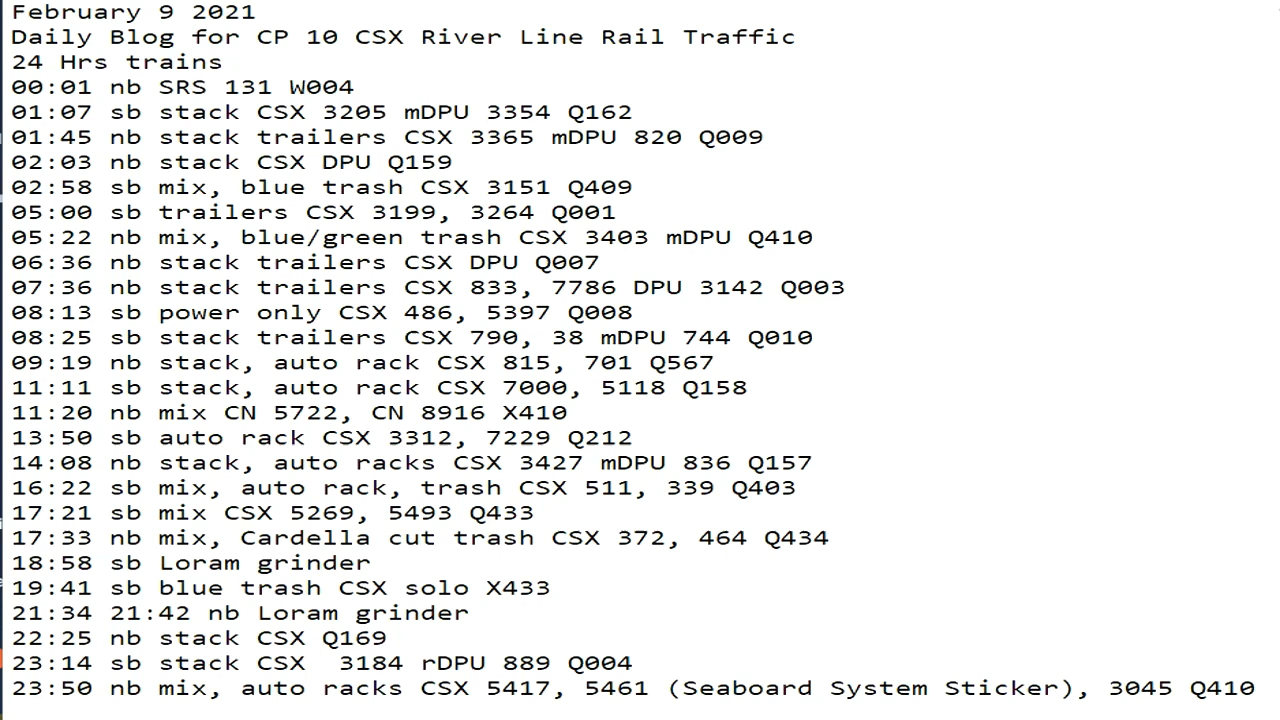 February 9 2021
Daily Blog for CP 10 CSX River Line Rail Traffic
24 Hrs trains
00:01 nb SRS 131 W004
01:07 sb stack CSX 3205 mDPU 3354 Q162
01:45 nb stack trailers CSX 3365 mDPU 820 Q009
02:03 nb stack CSX DPU Q159
02:58 sb mix, blue trash CSX 3151 Q409
05:00 sb trailers CSX 3199, 3264 Q001
05:22 nb mix, blue/green trash CSX 3403 mDPU Q410
06:36 nb stack trailers CSX DPU Q007
07:36 nb stack trailers CSX 833, 7786 DPU 3142 Q003
08:13 sb power only CSX 486, 5397 Q008
08:25 sb stack trailers CSX 790, 38 mDPU 744 Q010
09:19 nb stack, auto rack CSX 815, 701 Q567
11:11 sb stack, auto rack CSX 7000, 5118 Q158
11:20 nb mix CN 5722, CN 8916 X410
13:50 sb auto rack CSX 3312, 7229 Q212
14:08 nb stack, auto racks CSX 3427 mDPU 836 Q157
16:22 sb mix, auto rack, trash CSX 511, 339 Q403
17:21 sb mix CSX 5269, 5493 Q433
17:33 nb mix, Cardella cut trash CSX 372, 464 Q434
18:58 sb Loram grinder
19:41 sb blue trash CSX solo X433
21:34 21:42 nb Loram grinder
22:25 nb stack CSX Q169
23:14 sb stack CSX  3184 rDPU 889 Q004
23:50 nb mix, auto racks CSX 5417, 5461 (Seaboard System Sticker), 3045 Q410